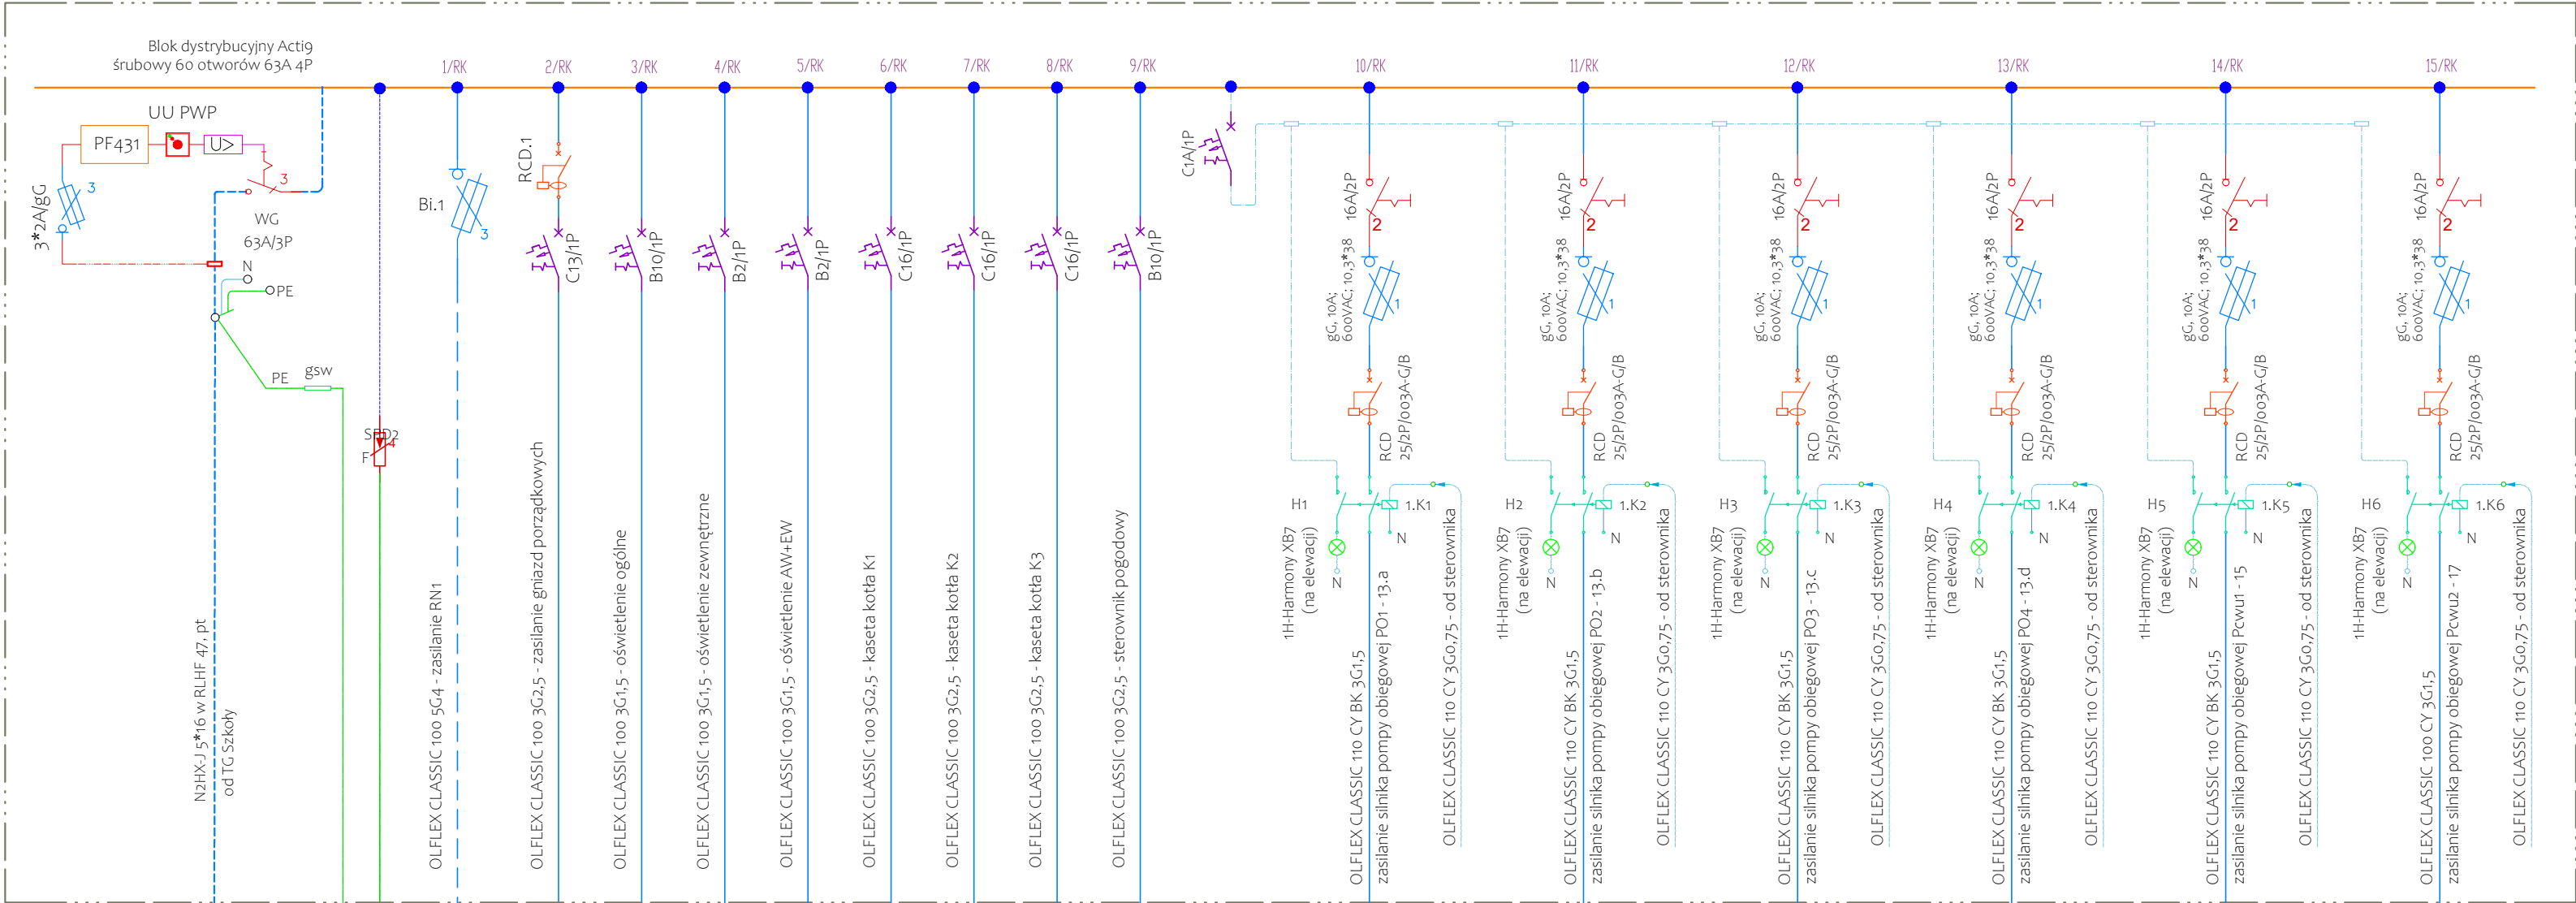 Blok dystrybucyjny Acti9
śrubowy 60 otworów 63A 4P
UU PWP
PF431
U>
3
3*2A/gG
3
WG
63A/3P
N
PE
PE
gsw
N2HX-J 5*16 w RLHF 47, pt
od TG Szkoły
SPD2
4
F
1/RK
Bi.1
3
OLFLEX CLASSIC 100 5G4 - zasilanie RN1
2/RK
RCD.1
C13/1P
OLFLEX CLASSIC 100 3G2,5 - zasilanie gniazd porządkowych
3/RK
B10/1P
OLFLEX CLASSIC 100 3G1,5 - oświetlenie ogólne
4/RK
B2/1P
OLFLEX CLASSIC 100 3G1,5 - oświetlenie zewnętrzne
5/RK
B2/1P
OLFLEX CLASSIC 100 3G1,5 - oświetlenie AW+EW
6/RK
C16/1P
OLFLEX CLASSIC 100 3G2,5 - kaseta kotła K1
7/RK
C16/1P
OLFLEX CLASSIC 100 3G2,5 - kaseta kotła K2
8/RK
C16/1P
OLFLEX CLASSIC 100 3G2,5 - kaseta kotła K3
9/RK
B10/1P
OLFLEX CLASSIC 100 3G2,5 - sterownik pogodowy
C1A/1P
10/RK
16A/2P
2
gG, 10A;
600VAC; 10,3*38
1
RCD
25/2P/003A-G/B
H1
1.K1
N
N
1H-Harmony XB7
(na elewacji)
OLFLEX CLASSIC 110 CY BK 3G1,5
zasilanie silnika pompy obiegowej PO1 - 13.a
OLFLEX CLASSIC 110 CY 3G0,75 - od sterownika
11/RK
16A/2P
2
gG, 10A;
600VAC; 10,3*38
1
RCD
25/2P/003A-G/B
H2
1.K2
N
N
1H-Harmony XB7
(na elewacji)
OLFLEX CLASSIC 110 CY BK 3G1,5
zasilanie silnika pompy obiegowej PO2 - 13.b
OLFLEX CLASSIC 110 CY 3G0,75 - od sterownika
12/RK
16A/2P
2
gG, 10A;
600VAC; 10,3*38
1
RCD
25/2P/003A-G/B
H3
1.K3
N
N
1H-Harmony XB7
(na elewacji)
OLFLEX CLASSIC 110 CY BK 3G1,5
zasilanie silnika pompy obiegowej PO3 - 13.c
OLFLEX CLASSIC 110 CY 3G0,75 - od sterownika
13/RK
16A/2P
2
gG, 10A;
600VAC; 10,3*38
1
RCD
25/2P/003A-G/B
H4
1.K4
N
N
1H-Harmony XB7
(na elewacji)
OLFLEX CLASSIC 110 CY BK 3G1,5
zasilanie silnika pompy obiegowej PO4 - 13.d
OLFLEX CLASSIC 110 CY 3G0,75 - od sterownika
14/RK
16A/2P
2
gG, 10A;
600VAC; 10,3*38
1
RCD
25/2P/003A-G/B
H5
1.K5
N
N
1H-Harmony XB7
(na elewacji)
OLFLEX CLASSIC 110 CY BK 3G1,5
zasilanie silnika pompy obiegowej Pcwu1 - 15
OLFLEX CLASSIC 110 CY 3G0,75 - od sterownika
15/RK
16A/2P
2
gG, 10A;
600VAC; 10,3*38
1
RCD
25/2P/003A-G/B
H6
1.K6
N
N
1H-Harmony XB7
(na elewacji)
OLFLEX CLASSIC 100 CY 3G1,5
zasilanie silnika pompy obiegowej Pcwu2 - 17
OLFLEX CLASSIC 110 CY 3G0,75 - od sterownika